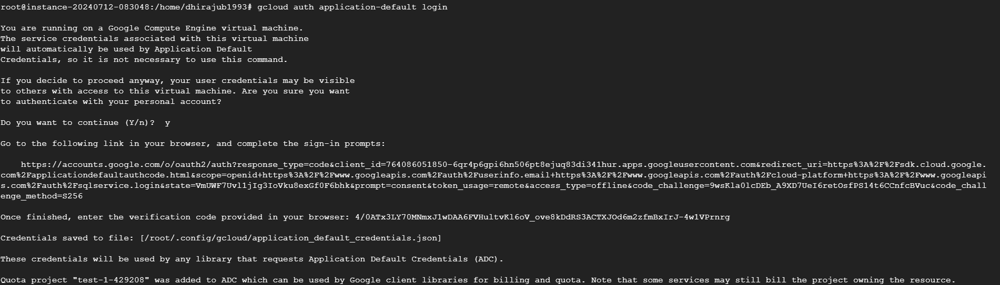 root@instance-20240712-083048:/home/dhirajub1993# gcloud auth application-default login
You are running on a Google Compute Engine virtual machine.
The service credentials associated with this virtual machine
will automatically be used by Application Default
Credentials, so it is not necessary to use this command.
If you decide to proceed anyway, your user credentials may be visible
to others with access to this virtual machine. Are you sure you want
to authenticate with your personal account?
Do you want to continue (Y/n)?  y
Go to the following link in your browser, and complete the sign-in prompts:
https://accounts.google.com/o/oauth2/auth?response_type=code&client_id=764086051850-6qr4p6gpi6hn506pt8ejuq83di341hur.apps.googleusercontent.com&redirect_uri=https%3A%2F%2Fsdk.cloud.google.
com%2Fapplicationdefaultauthcode.html&scope=openid+https%3A%2F%2Fwww.googleapis.com%2Fauth%2Fuserinfo.email+https%3A%2F%2Fwww.googleapis.com%2Fauth%2Fcloud-platform+https%3A%2F%2Fwww.googleapi
s.com%2Fauth%2Fsqlservice.login&state=VmUWF7Uvl1jIg3IoVku8exGf0F6bhk&prompt=consent&token_usage=remote&access_type=offline&code_challenge=9wsKla0lcDEb_A9XD7UeI6retOsfPS14t6CCnfcBVuc&code_chall
enge_method=S256
Once finished, enter the verification code provided in your browser: 4/0ATx3LY70MNmxJ1wDAA6FVHultvKl6oV_ove8kDdRS3ACTXJOd6m2zfmBxIrJ-4w1VPrnrg
Credentials saved to file: [/root/.config/gcloud/application_default_credentials.json]
These credentials will be used by any library that requests Application Default Credentials (ADC).
Quota project "test-1-429208" was added to ADC which can be used by Google client libraries for billing and quota. Note that some services may still bill the project owning the resource.